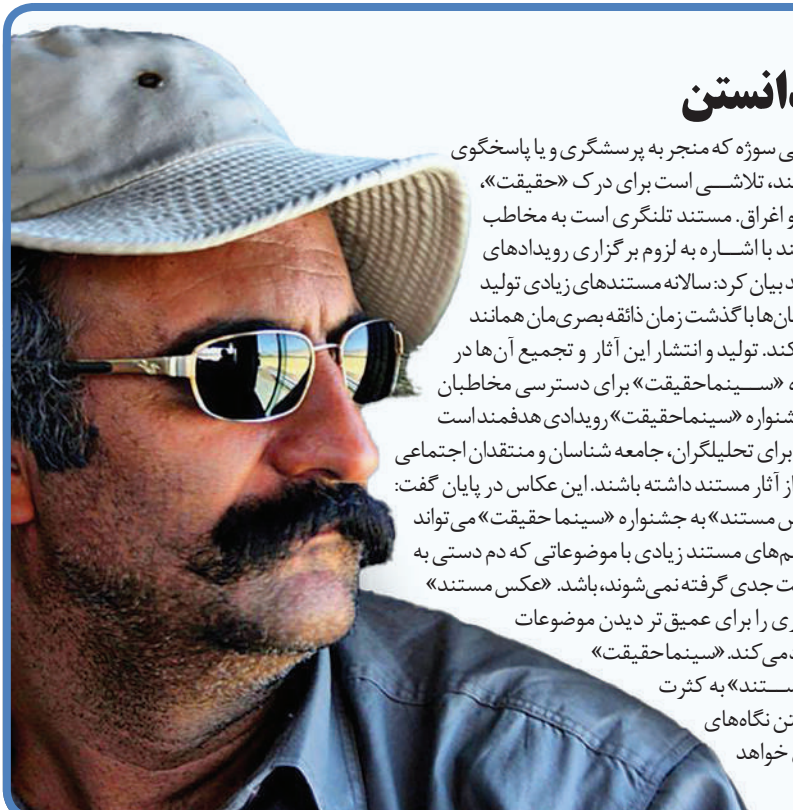 دانستن
ی سوژه که منجر به پرسشگری و یا پاسخگوی
ند، تلاشی است برای درک «حقیقت»،
و اغراق. مستند تلنگری است به مخاطب
ند با اشاره به لزوم برگزاری رویدادهای
د بیان کرد: سالانه مستندهای زیادی تولید
ان‌ها با گذشت زمان ذائقه بصری‌مان همانند
کند. تولید و انتشار این آثار و تجمیع آن‌ها در
ه «سینماحقیقت» برای دسترسی مخاطبان
شنواره «سینماحقیقت» رویدادی هدفمند است
برای تحلیلگران، جامعه شناسان و منتقدان اجتماعی
از آثار مستند داشته باشند. این عکاس در پایان گفت:
س مستند» به جشنواره «سینما حقیقت» می‌تواند
م‌های مستند زیادی با موضوعاتی که دم دستی به
ت جدی گرفته نمی‌شوند، باشد. «عکس مستند»
ری را برای عمیق‌تر دیدن موضوعات
د می‌کند. «سینماحقیقت»
ستند» به کثرت
تن نگاه‌های
خواهد